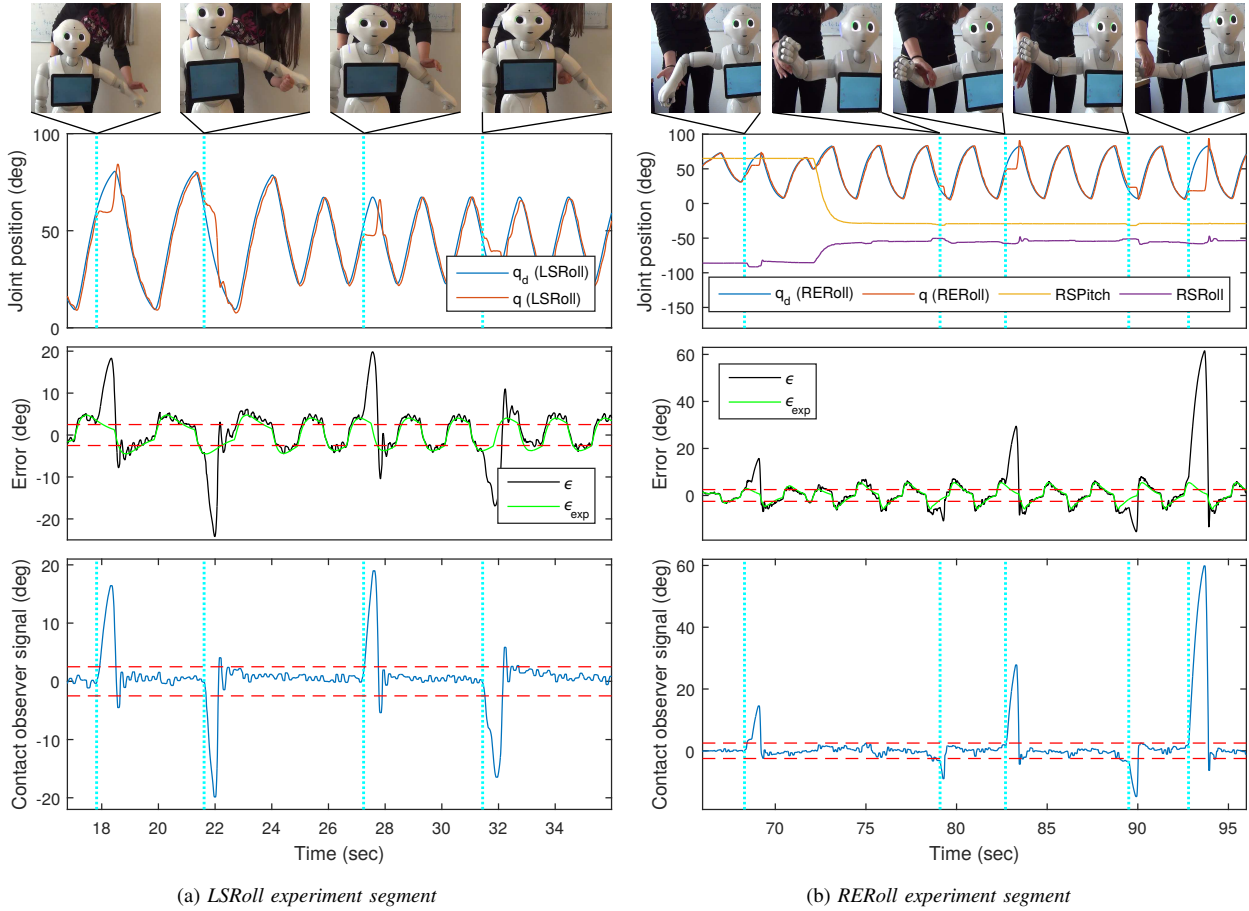 100
50
0
Joint position (deg)
q_d (LSRoll)
q (LSRoll)
20
10
0
-10
-20
Error (deg)
ϵ
ϵ_exp
20
10
0
-10
-20
Contact observer signal (deg)
18 20 22 24 26 28 30 32 34
Time (sec)
(a) LSRoll experiment segment
100
50
0
-50
-100
-150
Joint position (deg)
q_d (RERoll) q (RERoll) RSPitch RSRoll
60
40
20
0
Error (deg)
ϵ
ϵ_exp
60
40
20
0
Contact observer signal (deg)
70 75 80 85 90 95
Time (sec)
(b) RERoll experiment segment